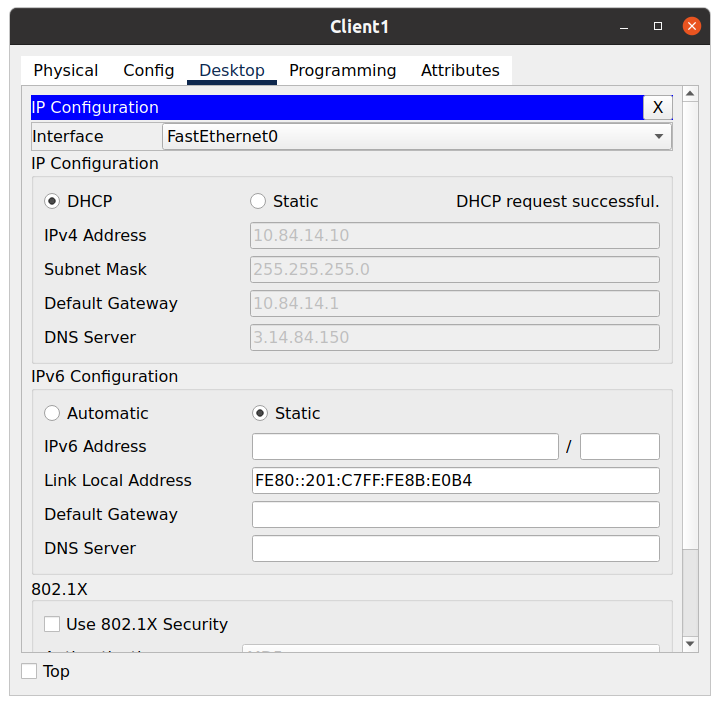 Client1
Physical Config Desktop Programming Attributes
IP Configuration X
Interface FastEthernet0
IP Configuration
DHCP Static DHCP request successful.
IPv4 Address 10.84.14.10
Subnet Mask 255.255.255.0
Default Gateway 10.84.14.1
DNS Server 3.14.84.150
IPv6 Configuration
Automatic Static
IPv6 Address /
Link Local Address FE80::201:C7FF:FE8B:E0B4
Default Gateway
DNS Server
802.1X
Use 802.1X Security
Top